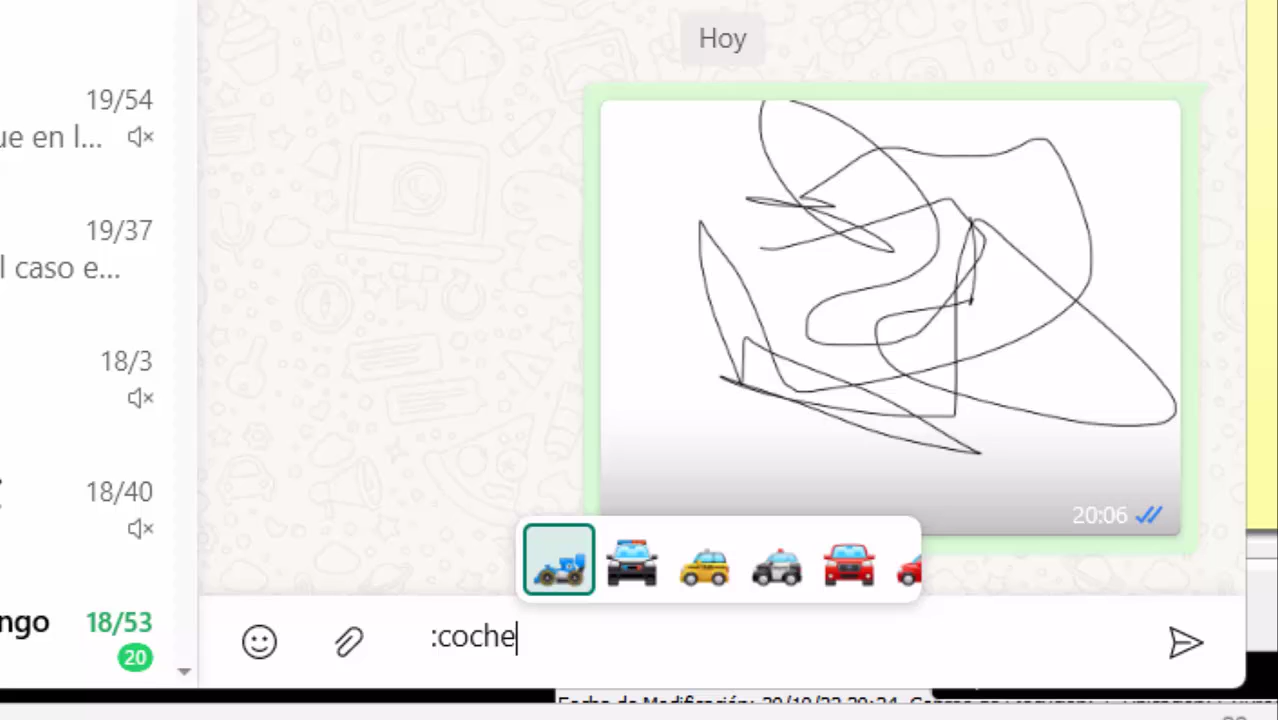 Hoy
19/54
ue en l...
19/37
l caso e...
18/3
18/40
20:06
ngo 18/53
20
:coche